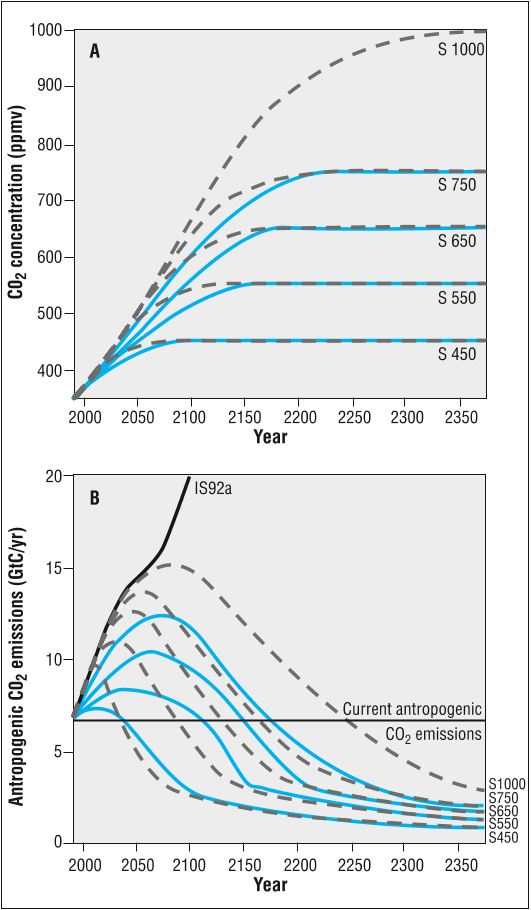 1000
A
S 1000
900
800
S 750
700
S 650
600
S 550
500
S 450
400
CO2 concentration (ppmv)
2000 2050 2100 2150 2200 2250 2300 2350
Year
20
B
IS92a
15
10
Current antropogenic
CO2 emissions
5
S1000
S750
S650
S550
S450
0
Antropogenic CO2 emissions (GtC/yr)
2000 2050 2100 2150 2200 2250 2300 2350
Year